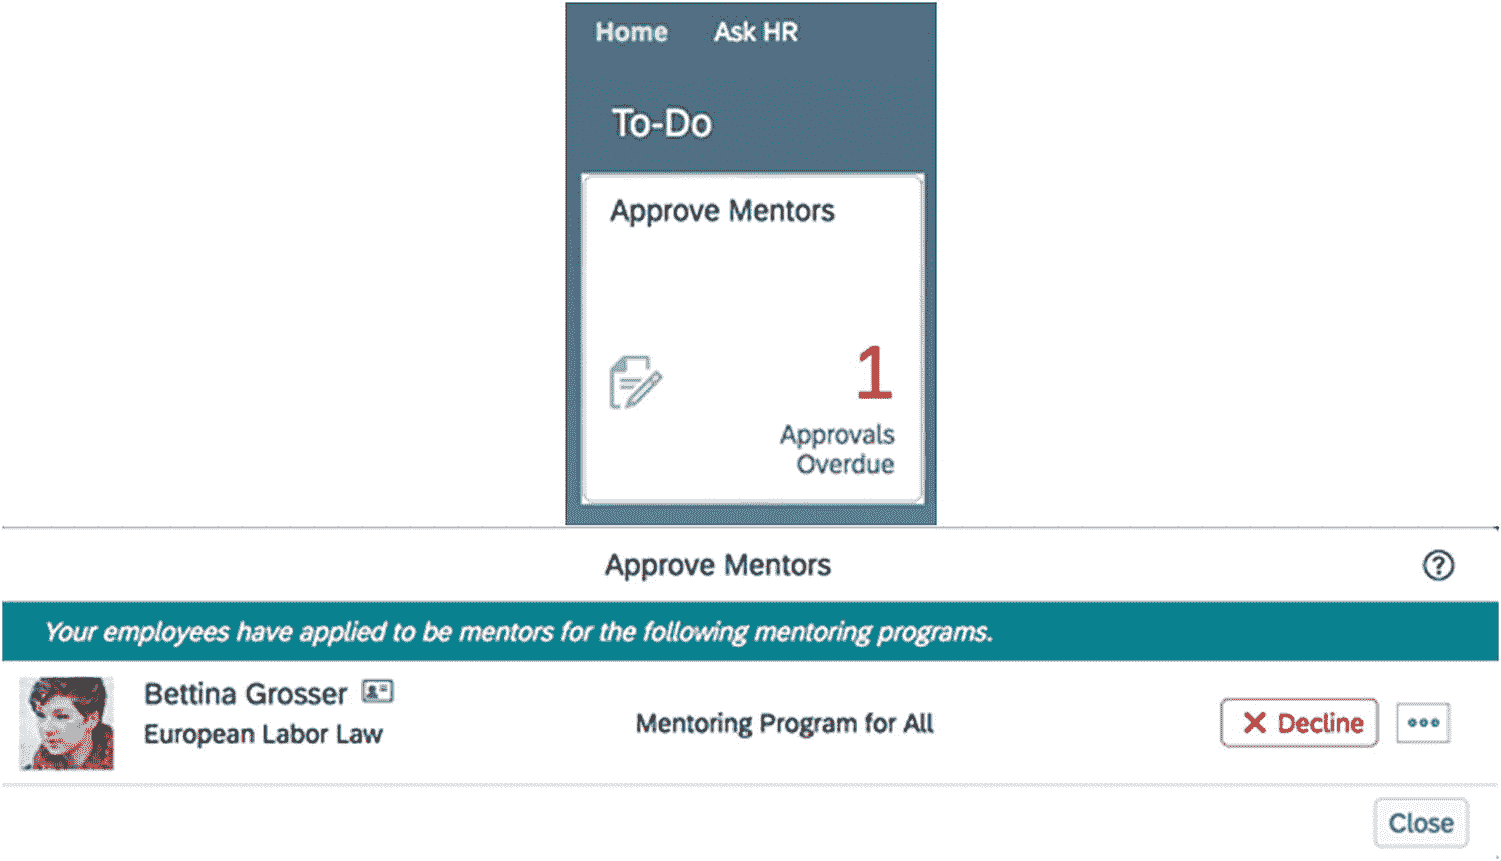 Home Ask HR
To-Do
Approve Mentors
1
Approvals
Overdue
Approve Mentors
?
Your employees have applied to be mentors for the following mentoring programs.
Bettina Grosser
European Labor Law
Mentoring Program for All
Decline
Close